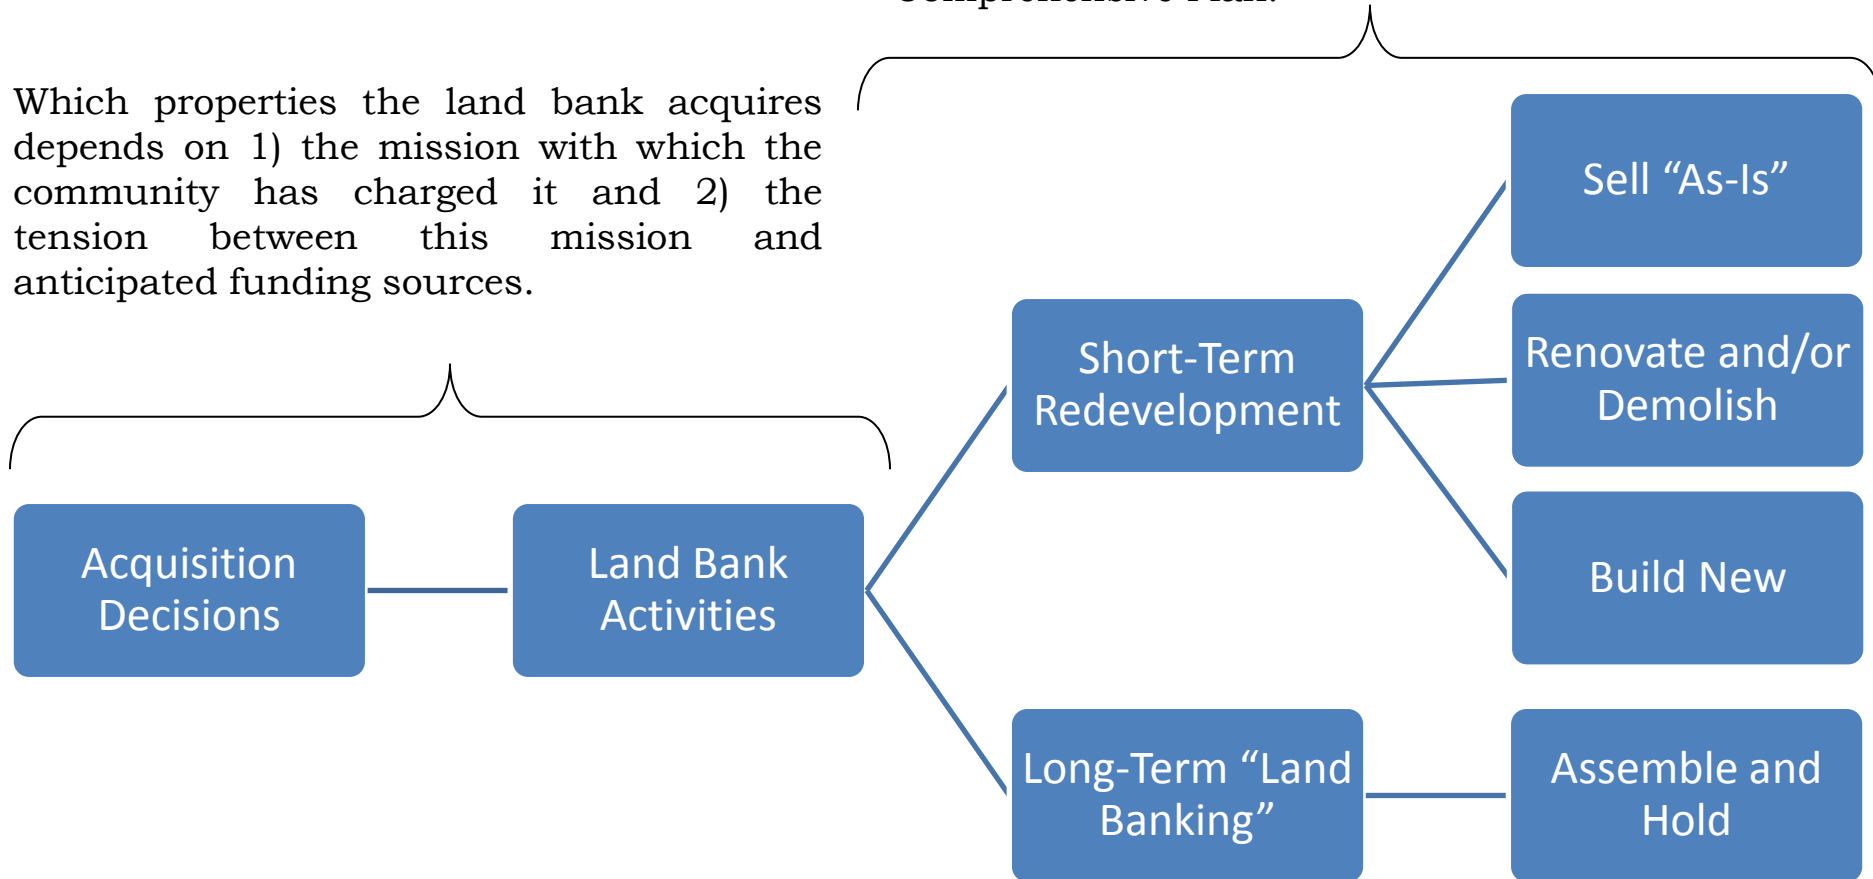 Comprehensive Plan.
Which properties the land bank acquires
depends on 1) the mission with which the
community has charged it and 2) the
tension between this mission and
anticipated funding sources.
Sell “As-Is”
Short-Term
Redevelopment
Renovate and/or
Demolish
Acquisition
Decisions
Land Bank
Activities
Build New
Long-Term “Land
Banking”
Assemble and
Hold